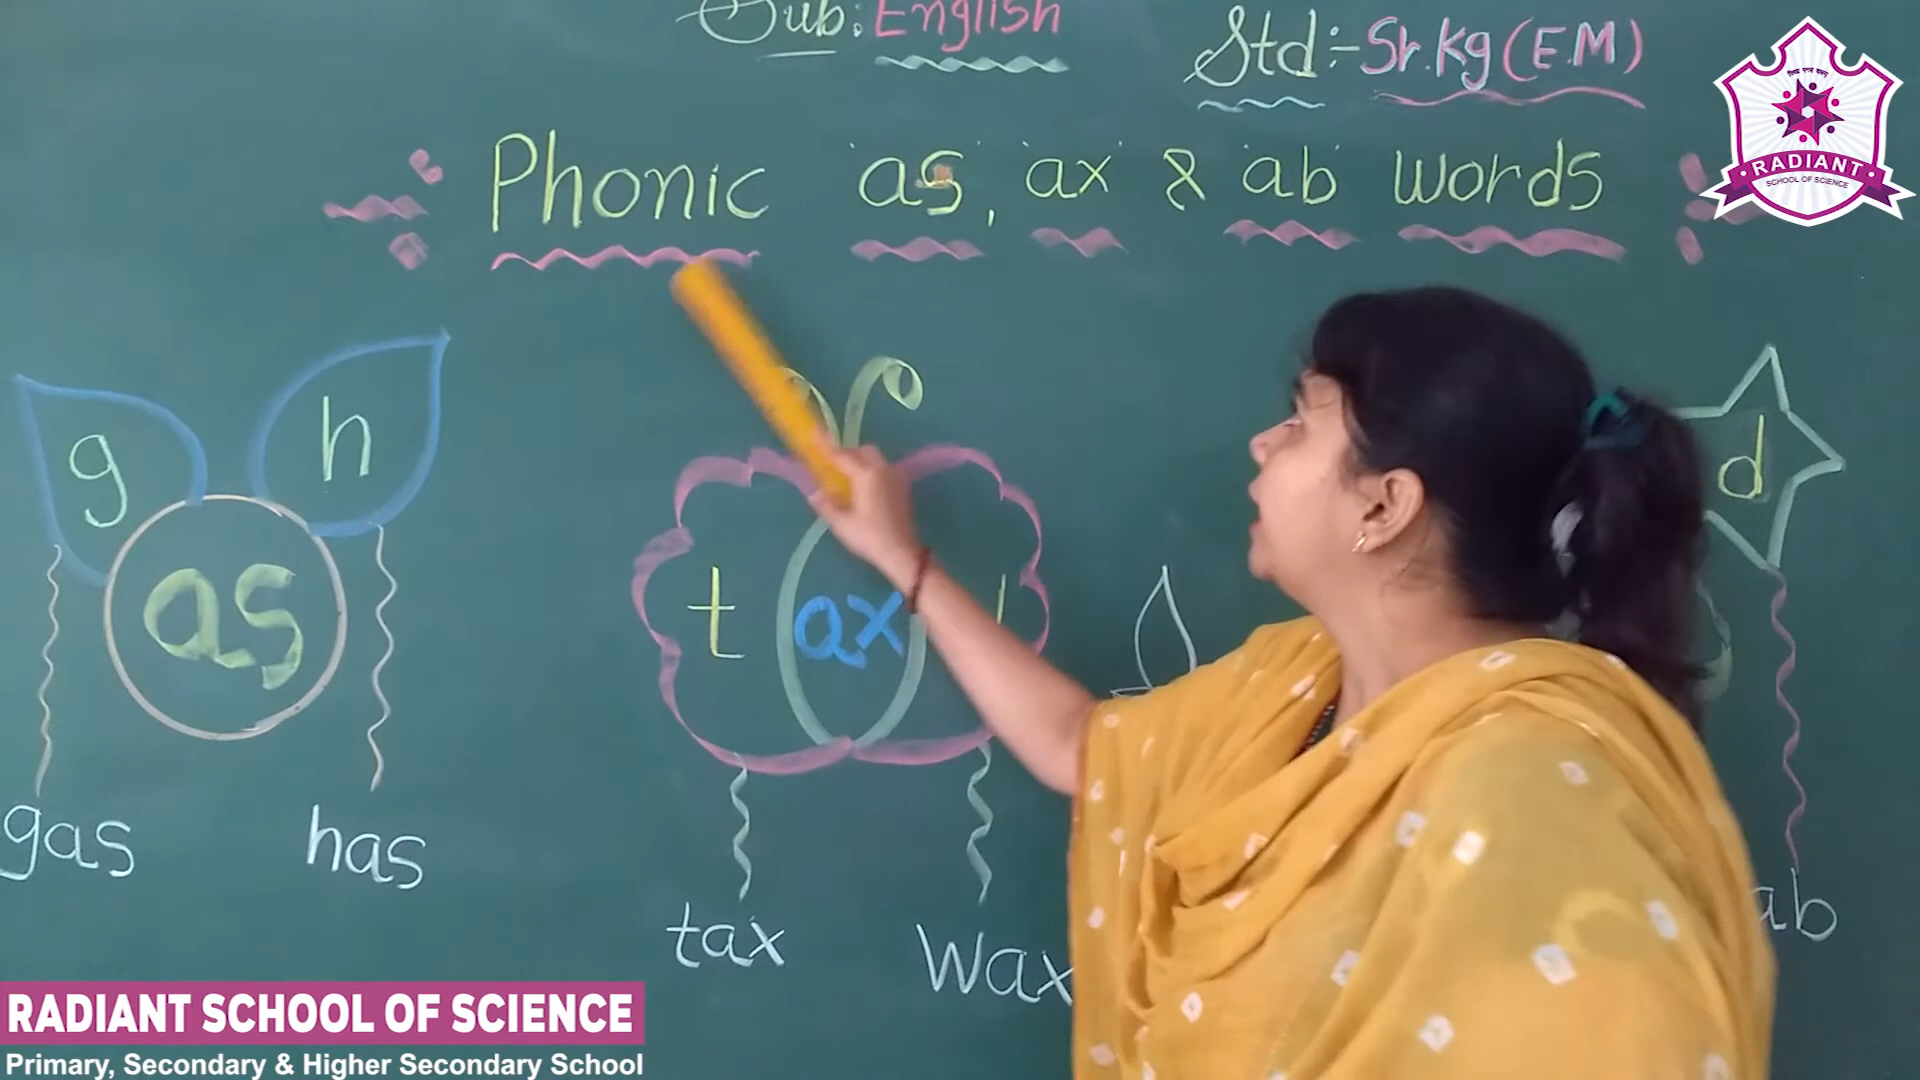 Sub: English
Std:- Sr.Kg (E.M)
Phonic 'as', 'ax' & 'ab' words
RADIANT
SCHOOL OF SCIENCE
g
h
as
t
ax
d
gas
has
tax
Wax
ab
RADIANT SCHOOL OF SCIENCE
Primary, Secondary & Higher Secondary School